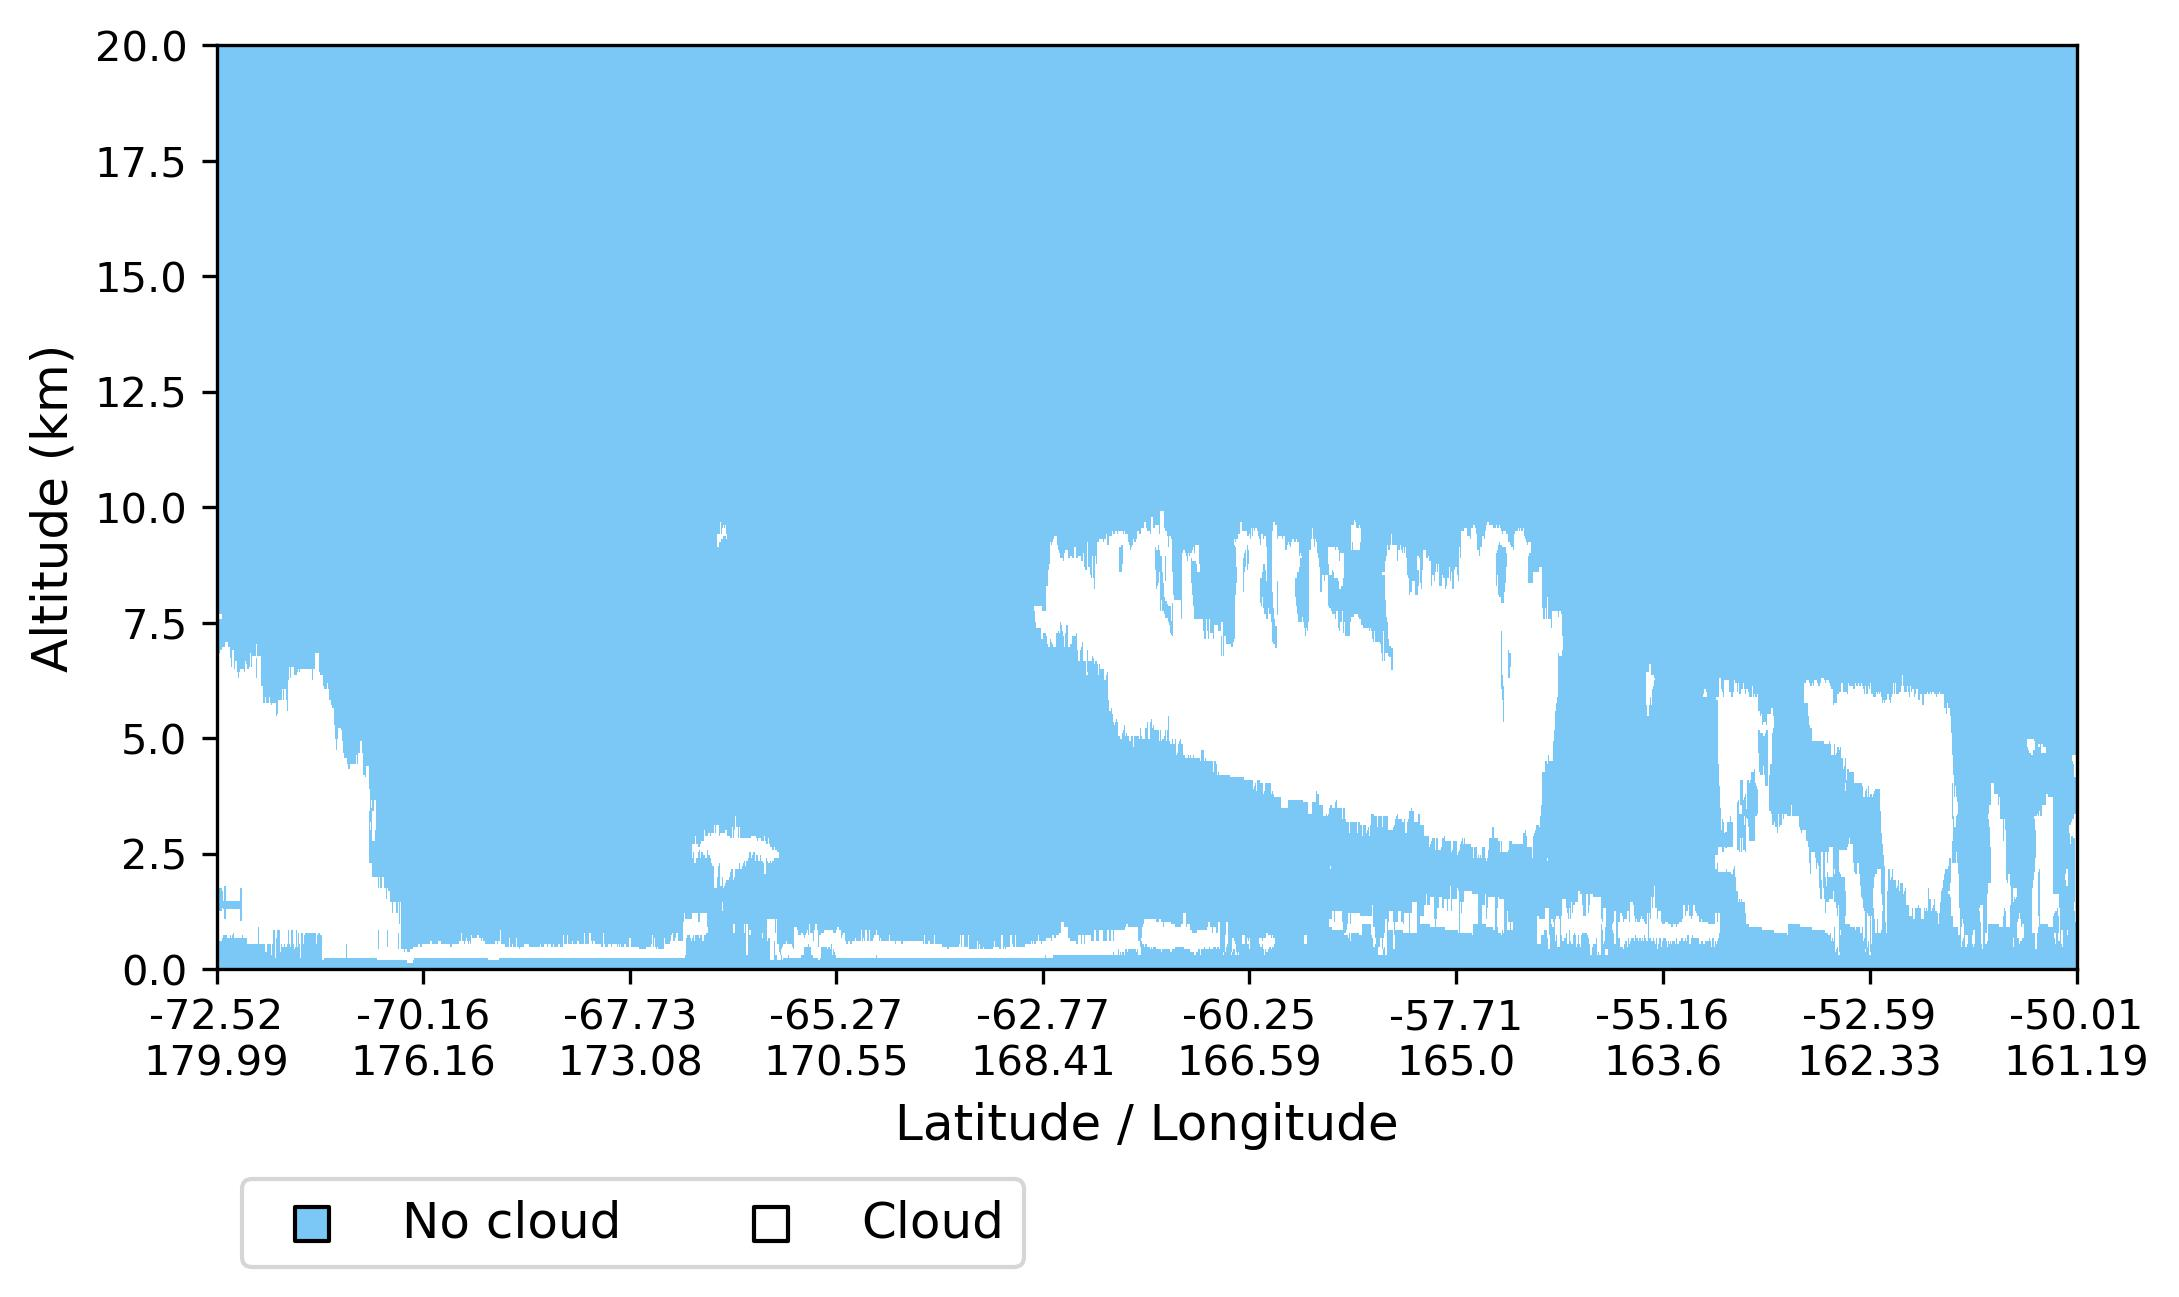 20.0
17.5
15.0
12.5
10.0
7.5
5.0
2.5
0.0
Altitude (km)
-72.52 -70.16 -67.73 -65.27 -62.77 -60.25 -57.71 -55.16 -52.59 -50.01
179.99 176.16 173.08 170.55 168.41 166.59 165.0 163.6 162.33 161.19
Latitude / Longitude
No cloud Cloud